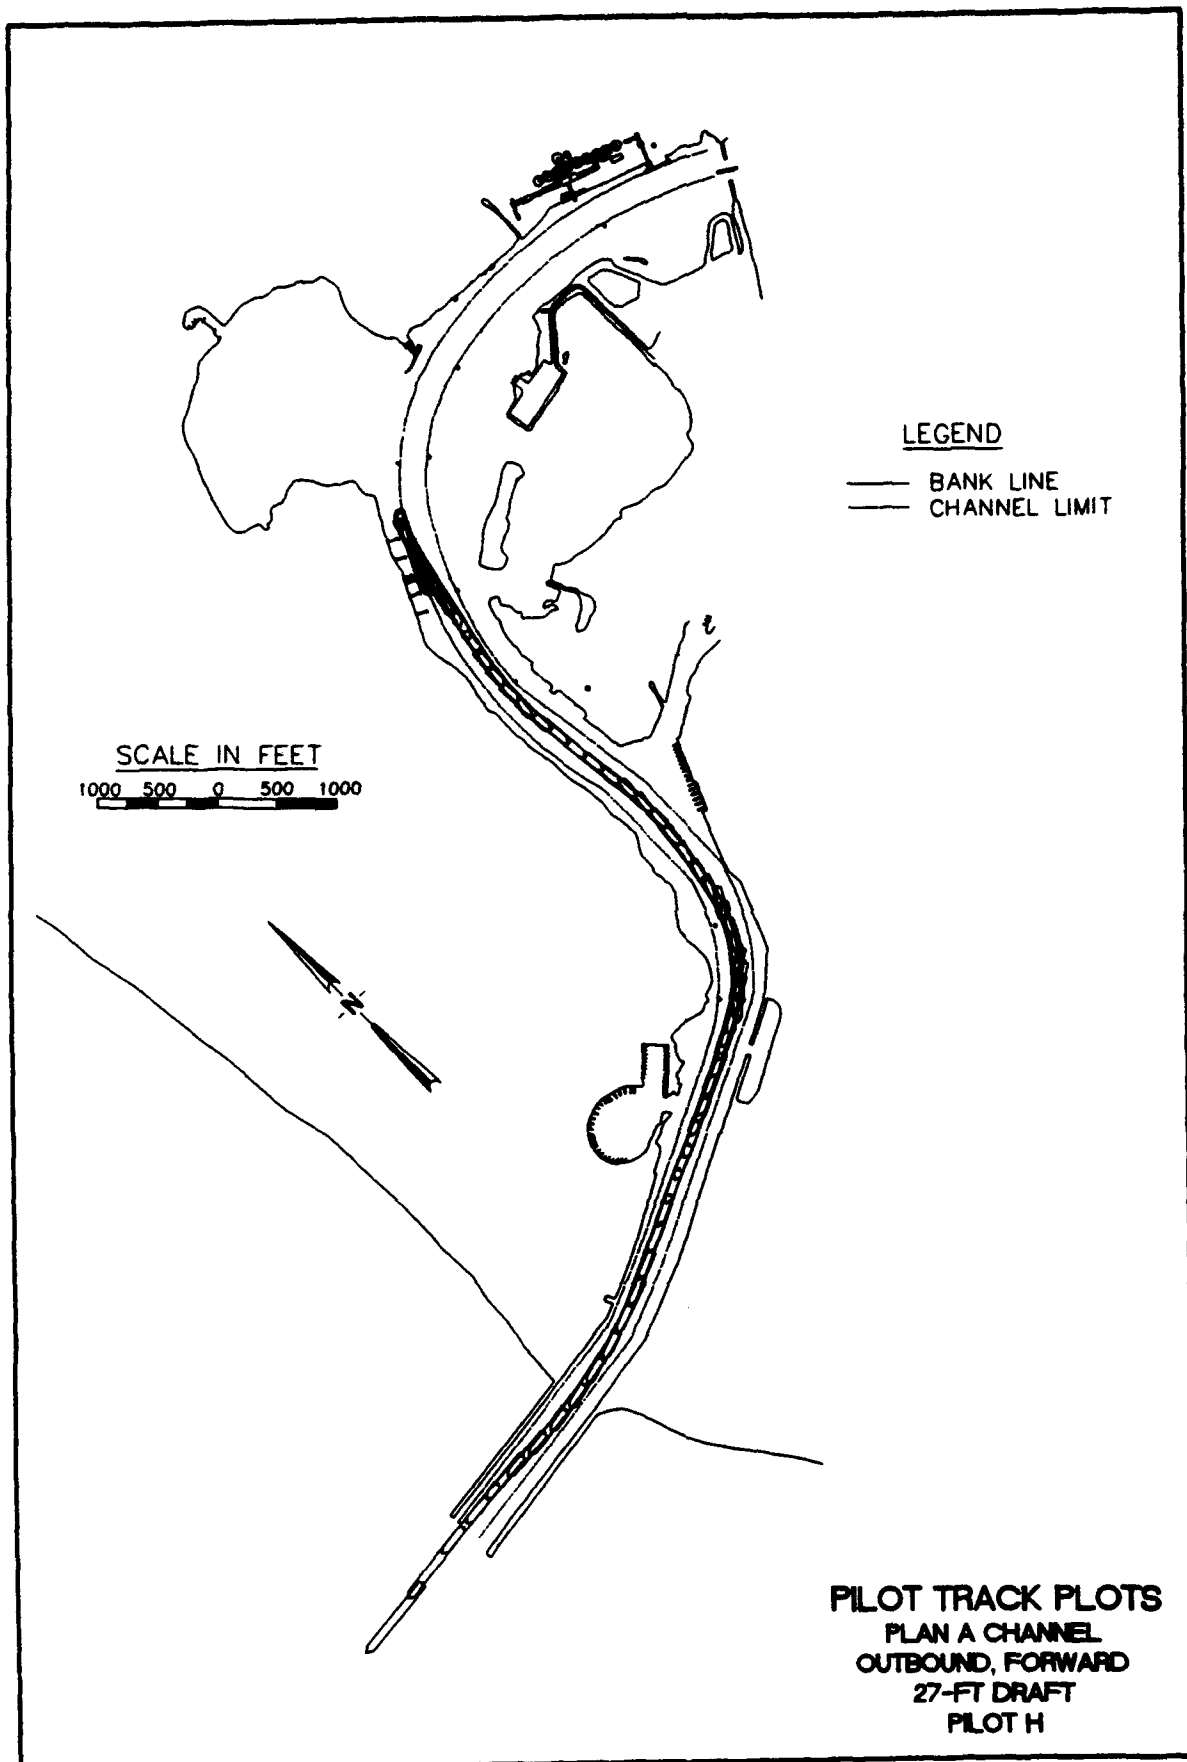 LEGEND
BANK LINE
CHANNEL LIMIT
SCALE IN FEET
1000 500 0 500 1000
N
PILOT TRACK PLOTS
PLAN A CHANNEL
OUTBOUND, FORWARD
27-FT DRAFT
PILOT H